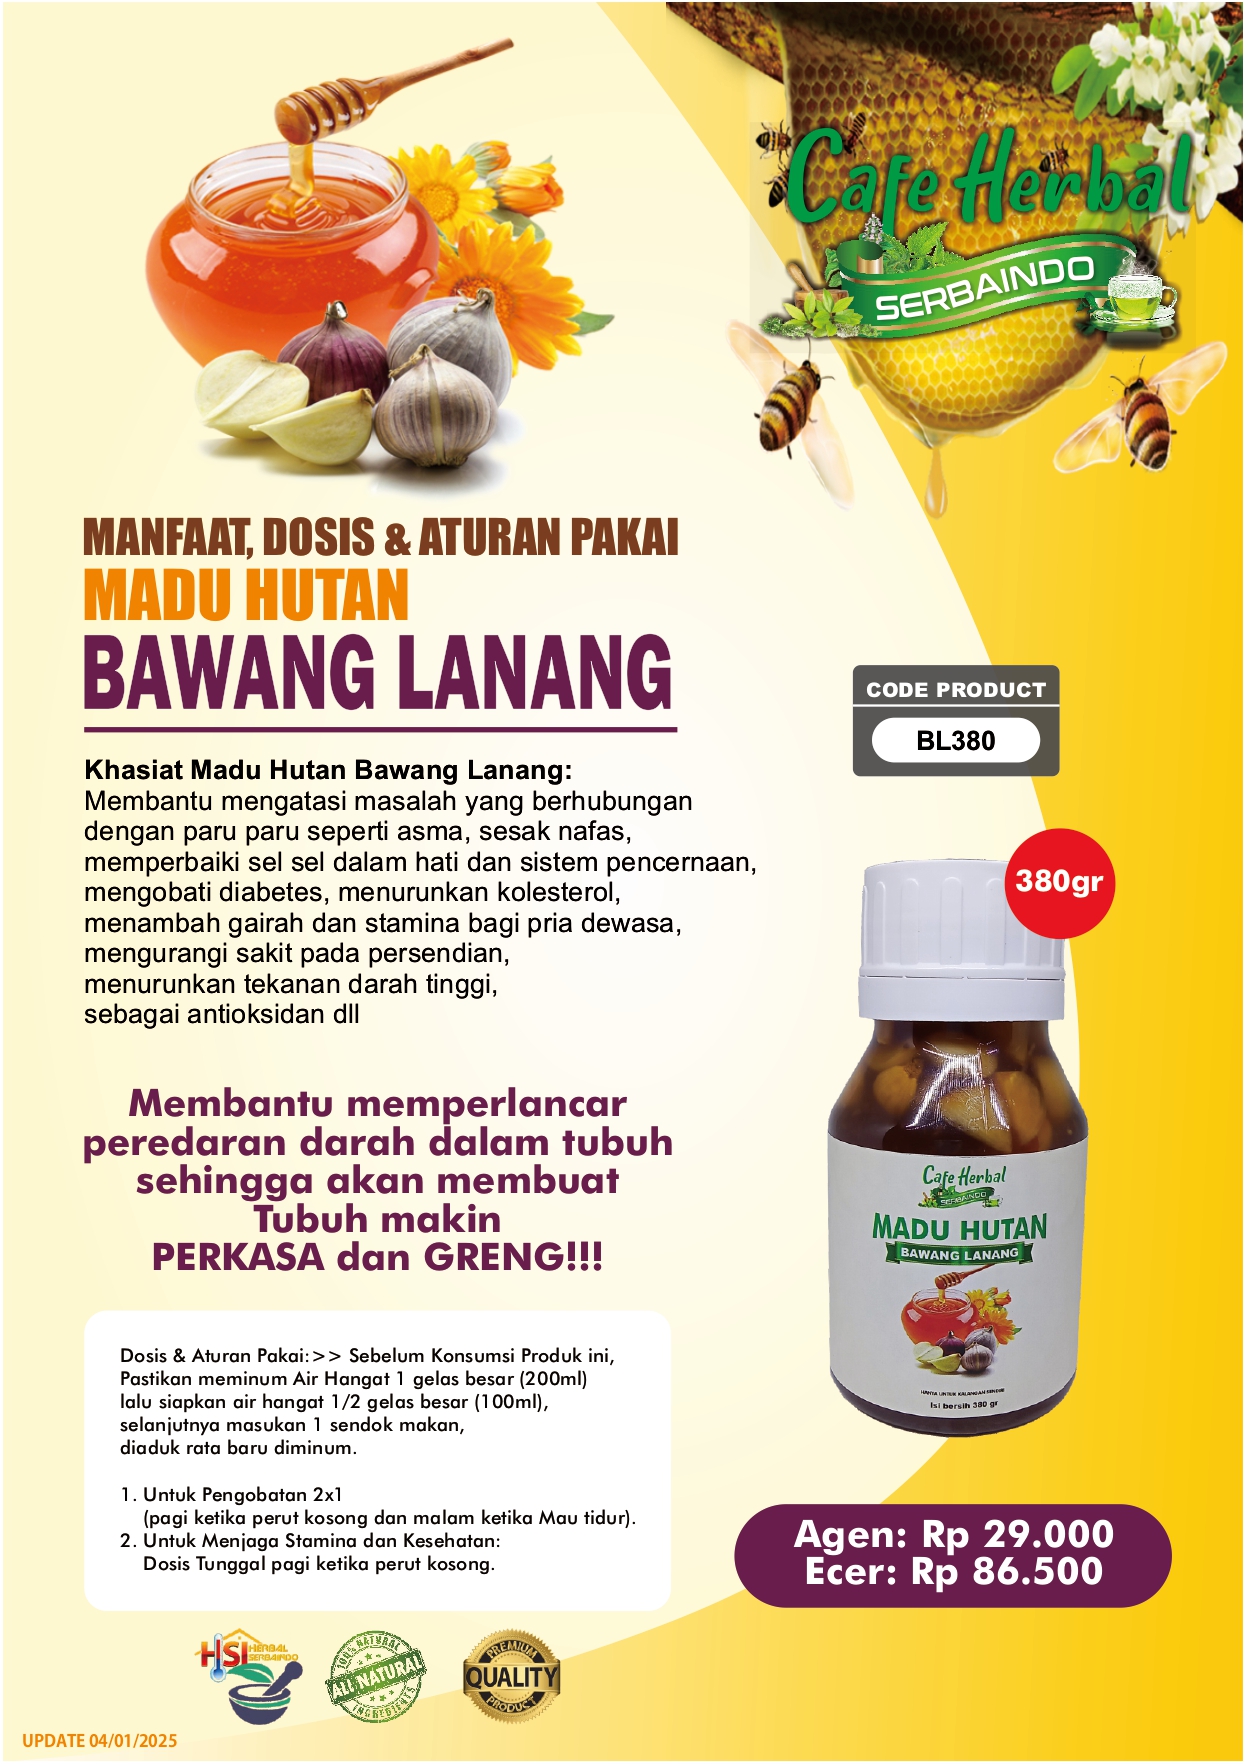 Cafe Herbal
SERBAINDO
MANFAAT, DOSIS & ATURAN PAKAI
MADU HUTAN
BAWANG LANANG
CODE PRODUCT
BL380
Khasiat Madu Hutan Bawang Lanang:
Membantu mengatasi masalah yang berhubungan
dengan paru paru seperti asma, sesak nafas,
memperbaiki sel sel dalam hati dan sistem pencernaan,
mengobati diabetes, menurunkan kolesterol,
menambah gairah dan stamina bagi pria dewasa,
mengurangi sakit pada persendian,
menurunkan tekanan darah tinggi,
sebagai antioksidan dll
380gr
Membantu memperlancar
peredaran darah dalam tubuh
sehingga akan membuat
Tubuh makin
PERKASA dan GRENG!!!
Cafe Herbal
SERBAINDO
MADU HUTAN
BAWANG LANANG
HANYA UNTUK KALANGAN SENDIRI
Isi bersih 380 gr
Dosis & Aturan Pakai:>> Sebelum Konsumsi Produk ini,
Pastikan meminum Air Hangat 1 gelas besar (200ml)
lalu siapkan air hangat 1/2 gelas besar (100ml),
selanjutnya masukan 1 sendok makan,
diaduk rata baru diminum.
1. Untuk Pengobatan 2x1
(pagi ketika perut kosong dan malam ketika Mau tidur).
2. Untuk Menjaga Stamina dan Kesehatan:
Dosis Tunggal pagi ketika perut kosong.
Agen: Rp 29.000
Ecer: Rp 86.500
HSI HERBAL
SERBAINDO
100% NATURAL
ALL NATURAL
INGREDIENTS
PREMIUM
QUALITY
PRODUCT
UPDATE 04/01/2025